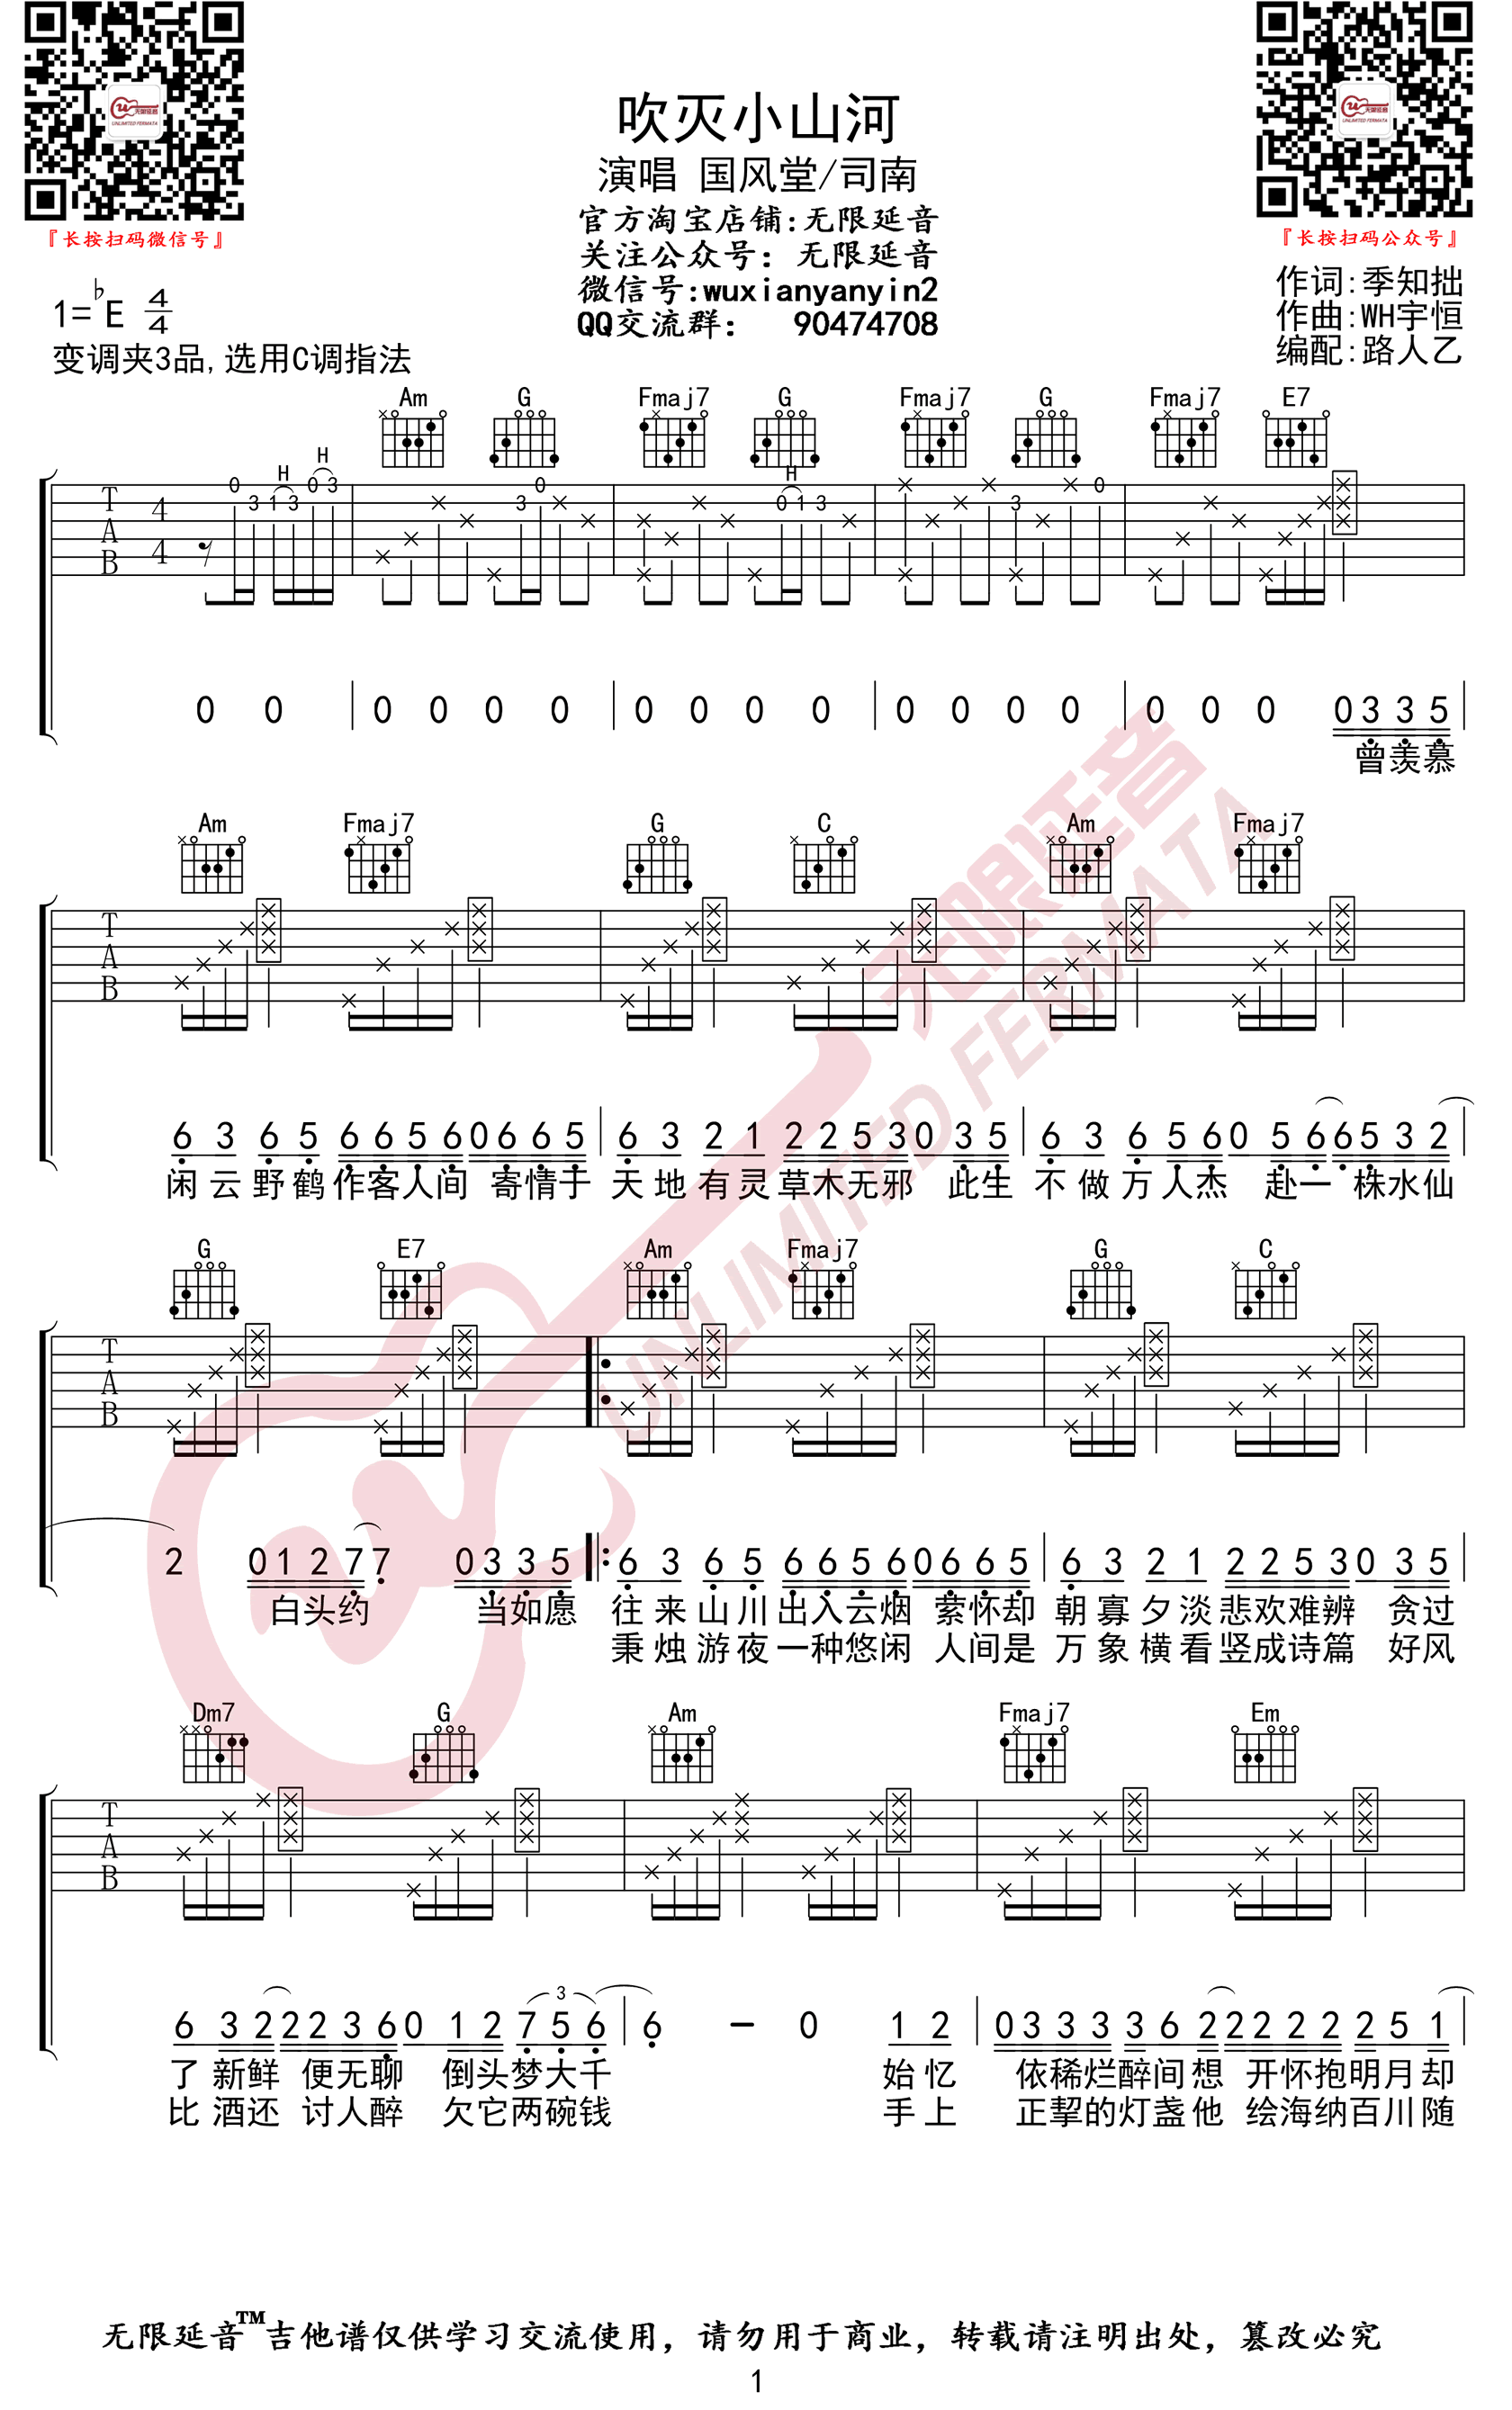 吹灭小山河
演唱 国风堂/司南
官方淘宝店铺:无限延音
关注公众号：无限延音
微信号:wuxianyanyin2
QQ交流群： 90474708
『长按扫码微信号』
『长按扫码公众号』
无限延音
UNLIMITED FERMATA
作词:季知拙
作曲:WH宇恒
编配:路人乙
1=♭E 4/4
变调夹3品,选用C调指法
Am G Fmaj7 G Fmaj7 G Fmaj7 E7
H H H
0 3 1 3 0 3 3 0 0 1 3 3 0
T A B 4 4
0 0 0 0 0 0 0 0 0 0 0 0 0 0 0 0 0 0 3 3 5
曾羡慕
Am Fmaj7 G C Am Fmaj7
T A B
6 3 6 5 6 6 5 6 0 6 6 5 6 3 2 1 2 2 5 3 0 3 5 6 3 6 5 6 0 5 6 6 5 3 2
闲云野鹤作客人间 寄情于 天地有灵草木无邪 此生 不做万人杰 赴一 株水仙
G E7 Am Fmaj7 G C
T A B
2 0 1 2 7 7 0 3 3 5 6 3 6 5 6 6 5 6 0 6 6 5 6 3 2 1 2 2 5 3 0 3 5
白头约 当如愿 往来山川出入云烟 萦怀却 朝寡夕淡悲欢难辨 贪过
秉烛游夜一种悠闲 人间是 万象横看竖成诗篇 好风
Dm7 G Am Fmaj7 Em
T A B
6 3 2 2 2 3 6 0 1 2 7 5 6 6 - 0 1 2 0 3 3 3 3 6 2 2 2 2 2 2 5 1
3
了新鲜 便无聊 倒头梦大千 始忆 依稀烂醉间想 开怀抱明月却
比酒还 讨人醉 欠它两碗钱 手上 正挈的灯盏他 绘海纳百川随
无限延音
UNLIMITED FERMATA
无限延音™吉他谱仅供学习交流使用，请勿用于商业，转载请注明出处，篡改必究
1